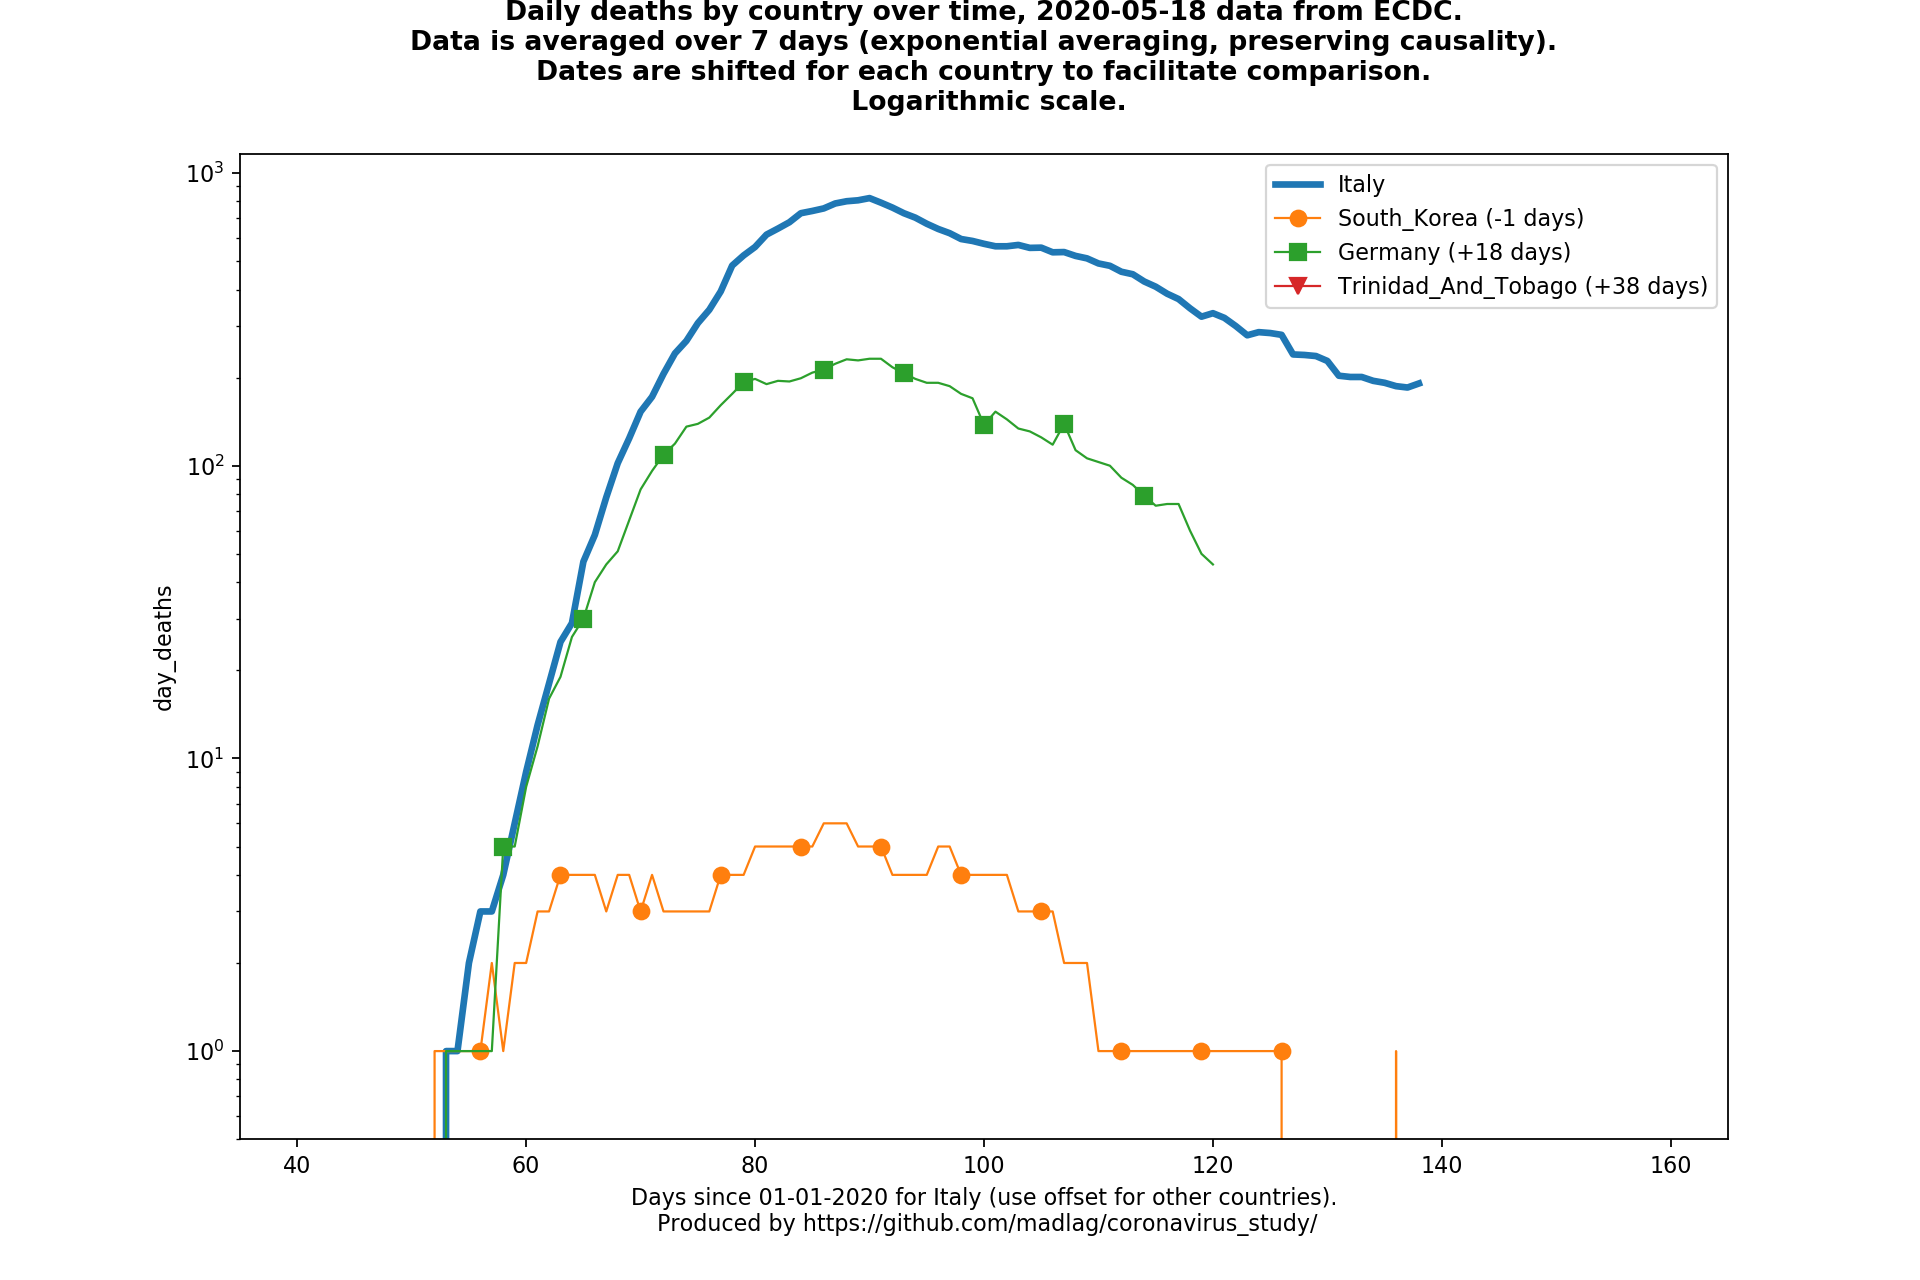 Daily deaths by country over time, 2020-05-18 data from ECDC.
Data is averaged over 7 days (exponential averaging, preserving causality).
Dates are shifted for each country to facilitate comparison.
Logarithmic scale.
10³
10²
10¹
10⁰
day_deaths
Italy
South_Korea (-1 days)
Germany (+18 days)
Trinidad_And_Tobago (+38 days)
40 60 80 100 120 140 160
Days since 01-01-2020 for Italy (use offset for other countries).
Produced by https://github.com/madlag/coronavirus_study/